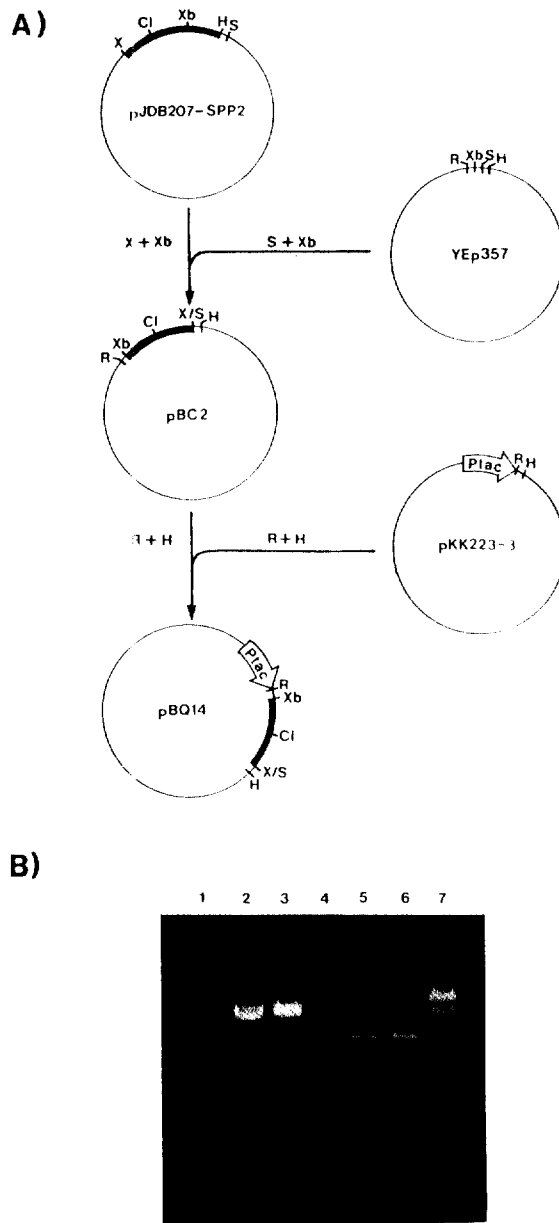 A)
X Cl Xb H S
pJDB207-SPP2
R Xb S H
YEp357
X + Xb
S + Xb
R Xb Cl X/S H
pBC2
Plac R H
pKK223-3
R + H
R + H
Plac
R
Xb
Cl
X/S
H
pBQ14
B)
1 2 3 4 5 6 7